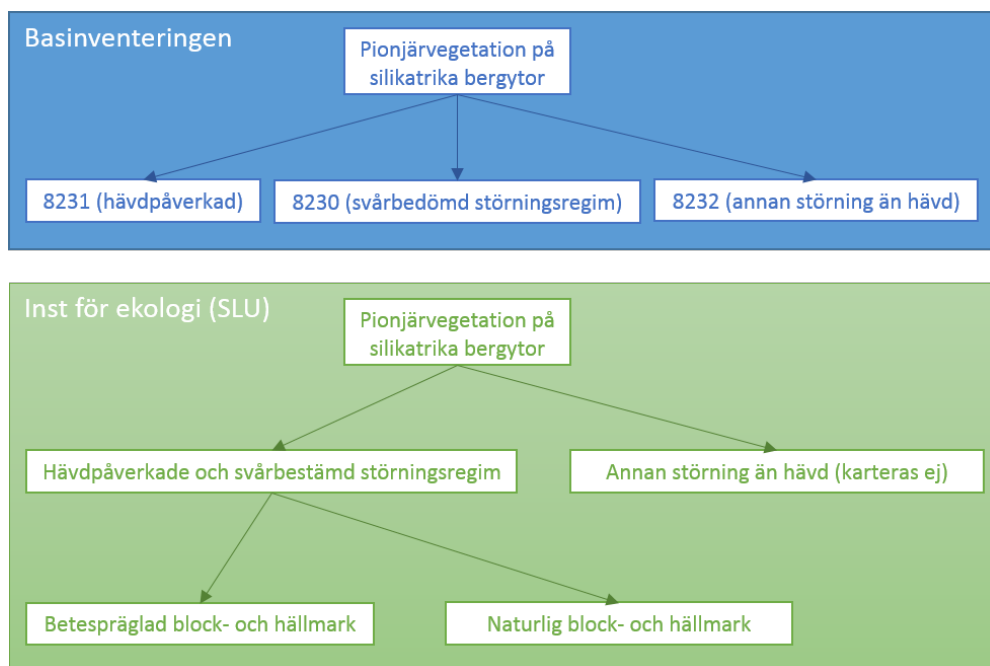 Basinventeringen
Pionjärvegetation på
silikatrika bergytor
8231 (hävdpåverkad)
8230 (svårbedömd störningsregim)
8232 (annan störning än hävd)
Inst för ekologi (SLU)
Pionjärvegetation på
silikatrika bergytor
Hävdpåverkade och svårbestämd störningsregim
Annan störning än hävd (karteras ej)
Betespräglad block- och hällmark
Naturlig block- och hällmark